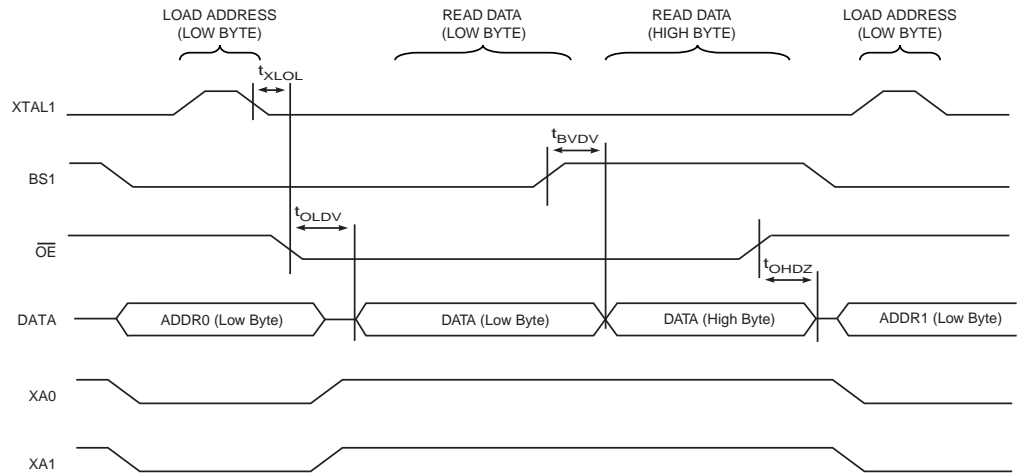 LOAD ADDRESS
(LOW BYTE)
READ DATA
(LOW BYTE)
READ DATA
(HIGH BYTE)
LOAD ADDRESS
(LOW BYTE)
tXLOL
XTAL1
tBVDV
BS1
tOLDV
OE
tOHDZ
DATA
ADDR0 (Low Byte)
DATA (Low Byte)
DATA (High Byte)
ADDR1 (Low Byte)
XA0
XA1